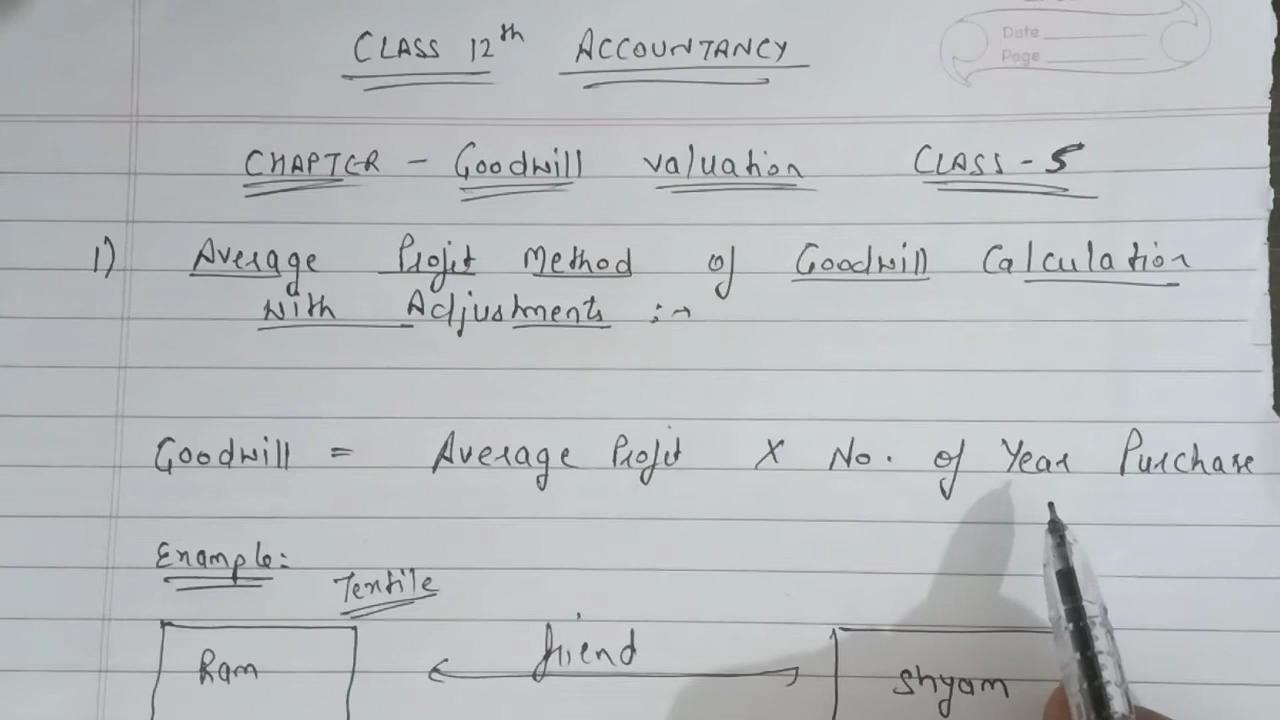 CLASS 12th ACCOUNTANCY
Date
Page
CHAPTER - Goodwill valuation CLASS-5
1) Average Profit Method of Goodwill Calculation
with Adjustments :→
Goodwill = Average Profit X No. of Year Purchase
Example:
Textile
Ram friend Shyam